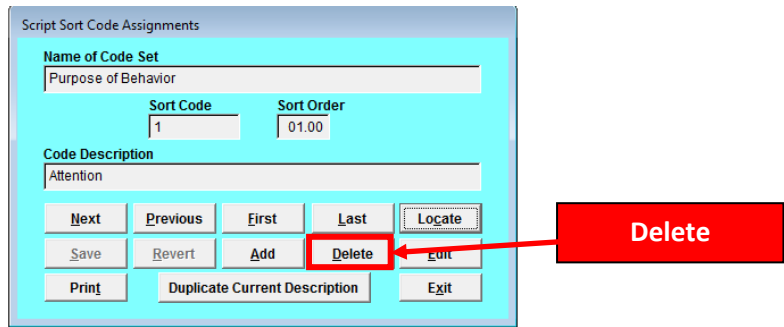 Script Sort Code Assignments
Name of Code Set
Purpose of Behavior
Sort Code Sort Order
1 01.00
Code Description
Attention
Next Previous First Last Locate
Save Revert Add Delete Edit
Print Duplicate Current Description Exit
Delete